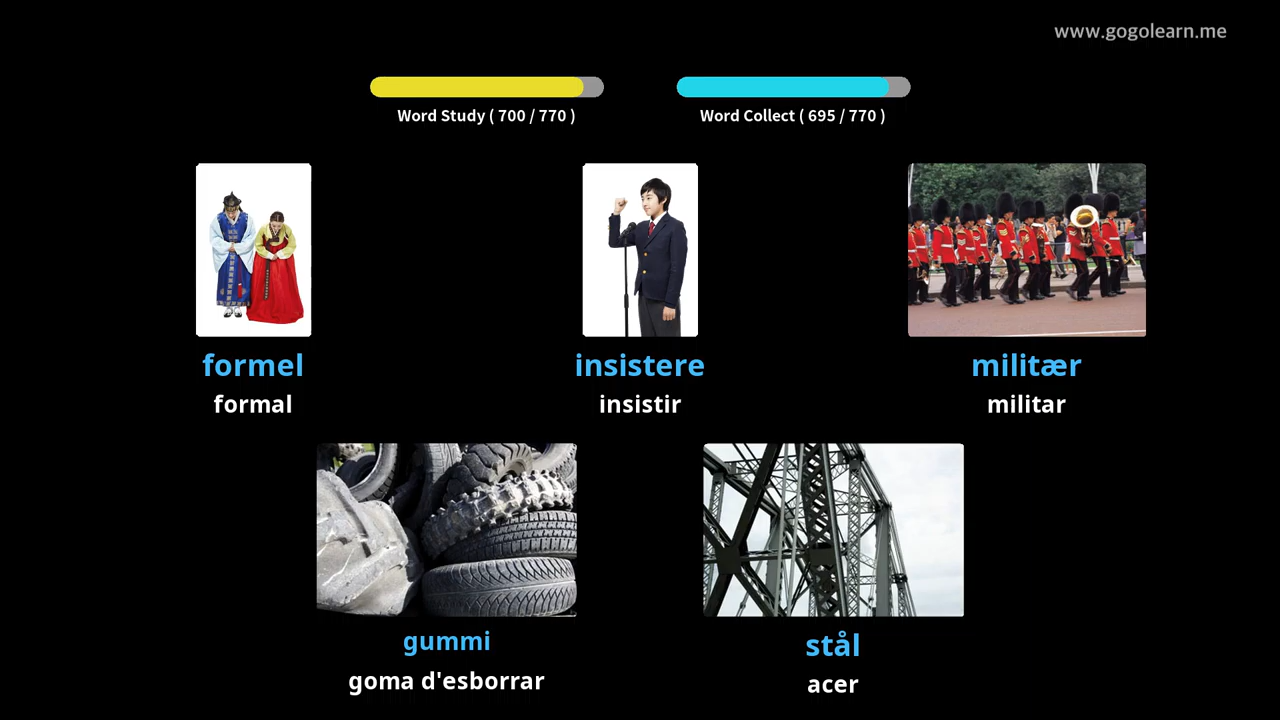 www.gogolearn.me
Word Study ( 700 / 770 )
Word Collect ( 695 / 770 )
formel
formal
insistere
insistir
militær
militar
gummi
goma d'esborrar
stål
acer